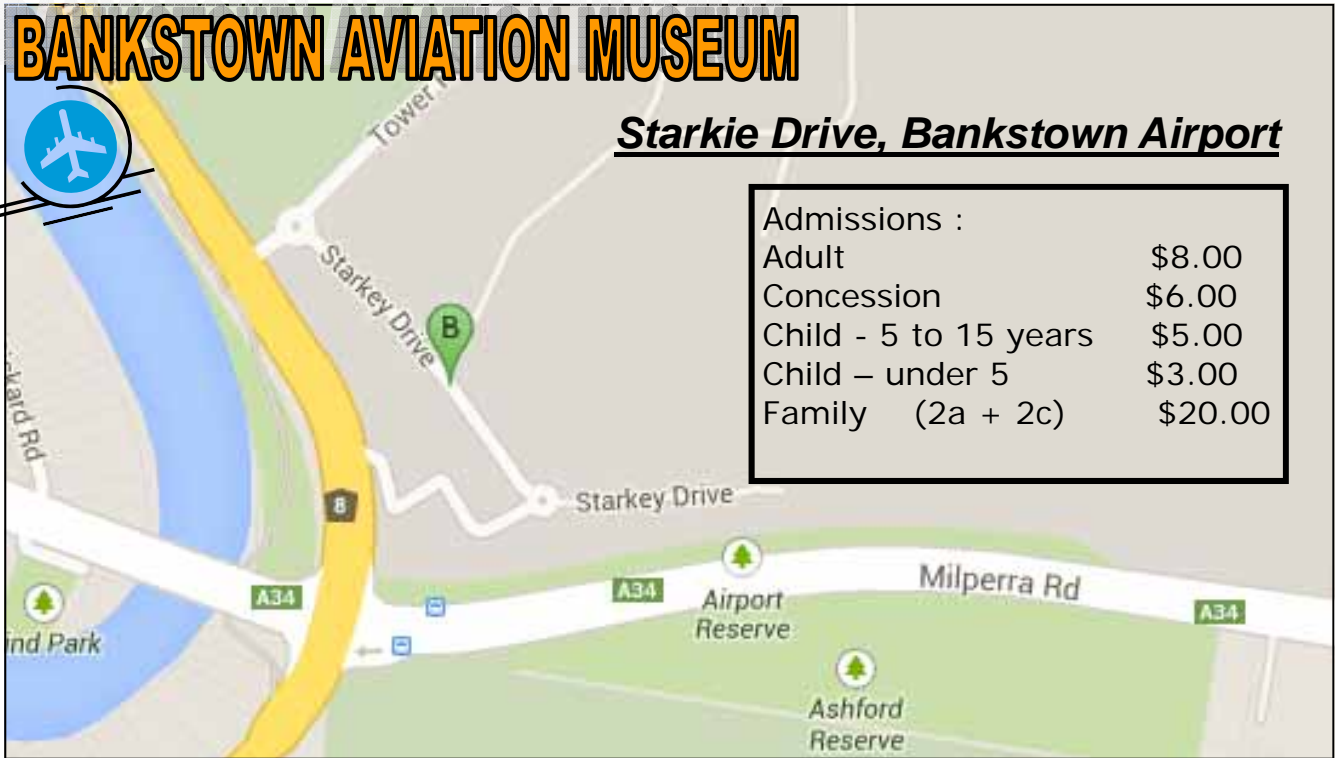 BANKSTOWN AVIATION MUSEUM
Starkie Drive, Bankstown Airport
Admissions :
Adult $8.00
Concession $6.00
Child - 5 to 15 years $5.00
Child – under 5 $3.00
Family (2a + 2c) $20.00
Tower
Starkey Drive
B
8
Starkey Drive
A34
A34
Milperra Rd
A34
Airport
Reserve
Park
Rd
Ashford
Reserve